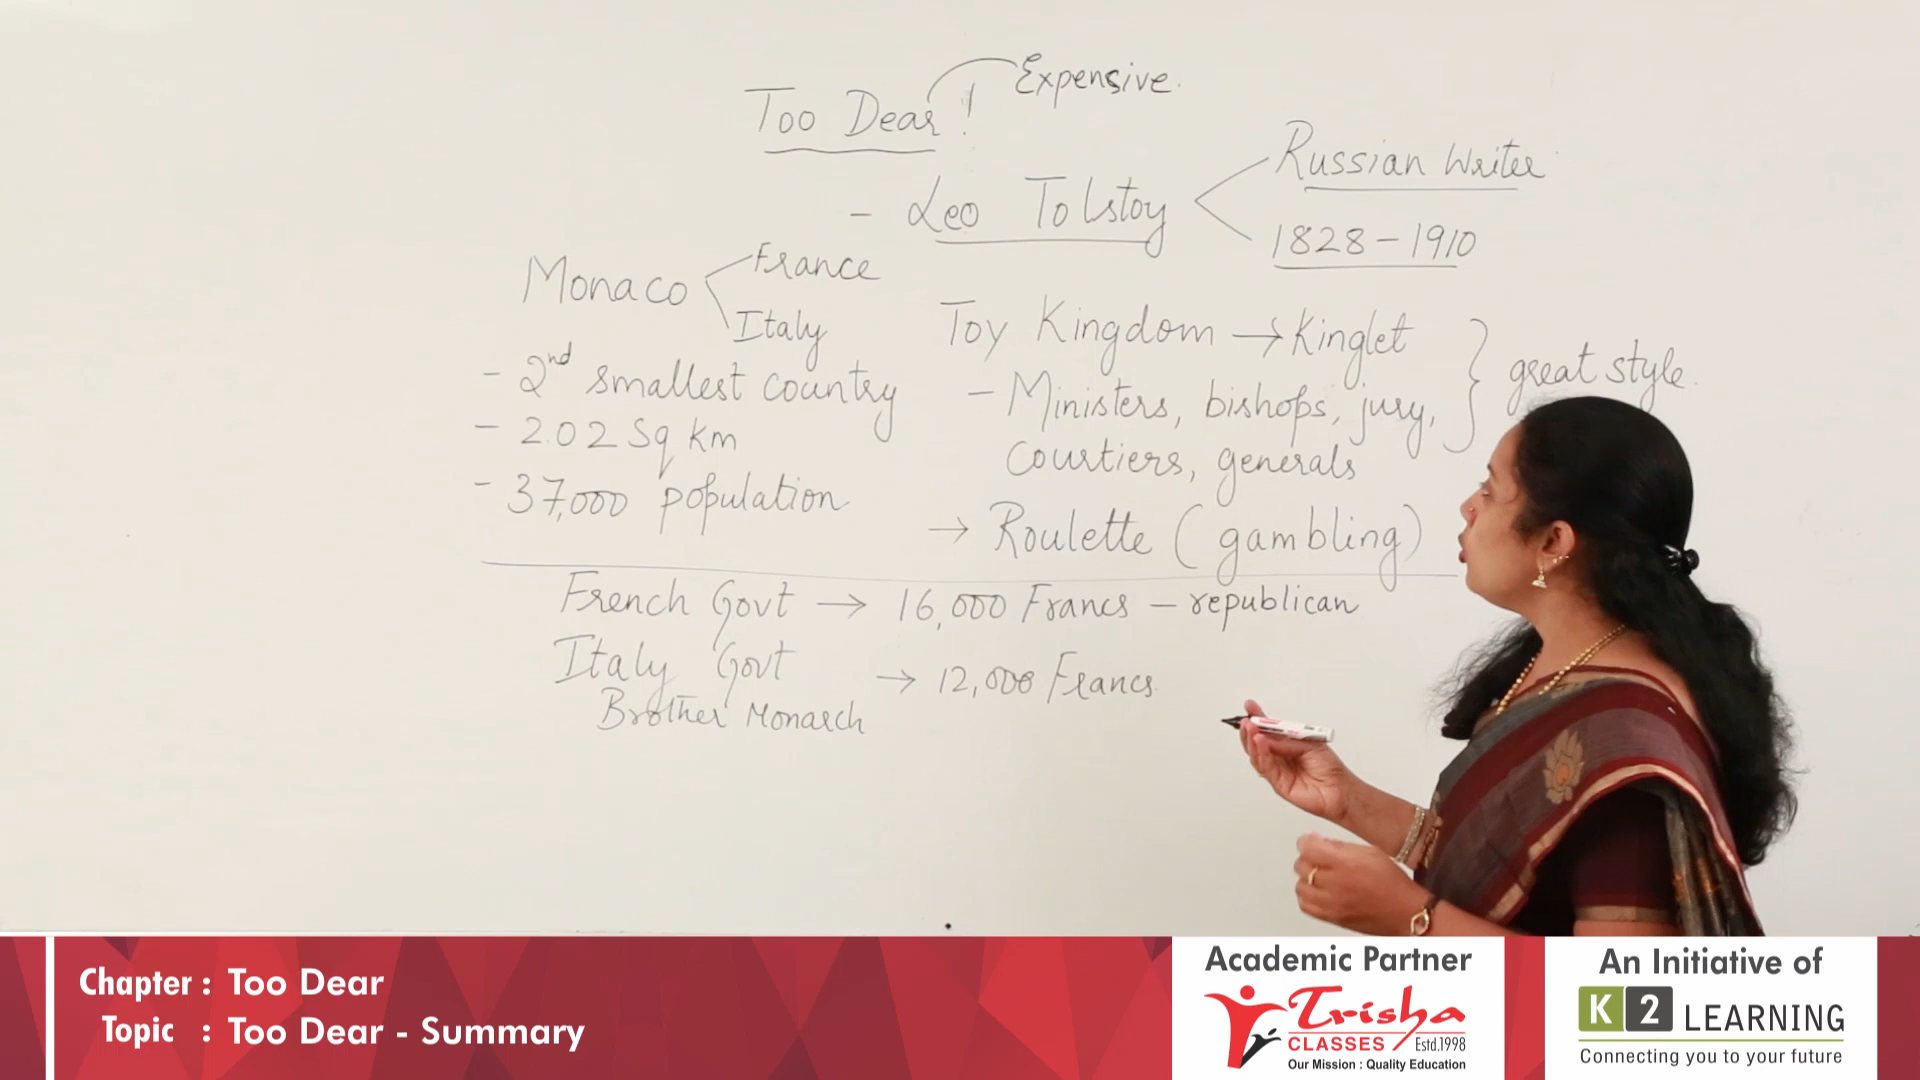 Too Dear! Expensive.
- Leo Tolstoy
Russian Writer
1828-1910
Monaco
France
Italy
- 2nd smallest country
- 2.02 Sq km
- 37,000 population
Toy Kingdom → Kinglet
- Ministers, bishops, jury,
courtiers, generals
great style.
→ Roulette (gambling)
French Govt → 16,000 Francs - republican
Italy Govt → 12,000 Francs.
Brother Monarch
Chapter : Too Dear
Topic : Too Dear - Summary
Academic Partner
Trisha
CLASSES Estd.1998
Our Mission : Quality Education
An Initiative of
K2 LEARNING
Connecting you to your future